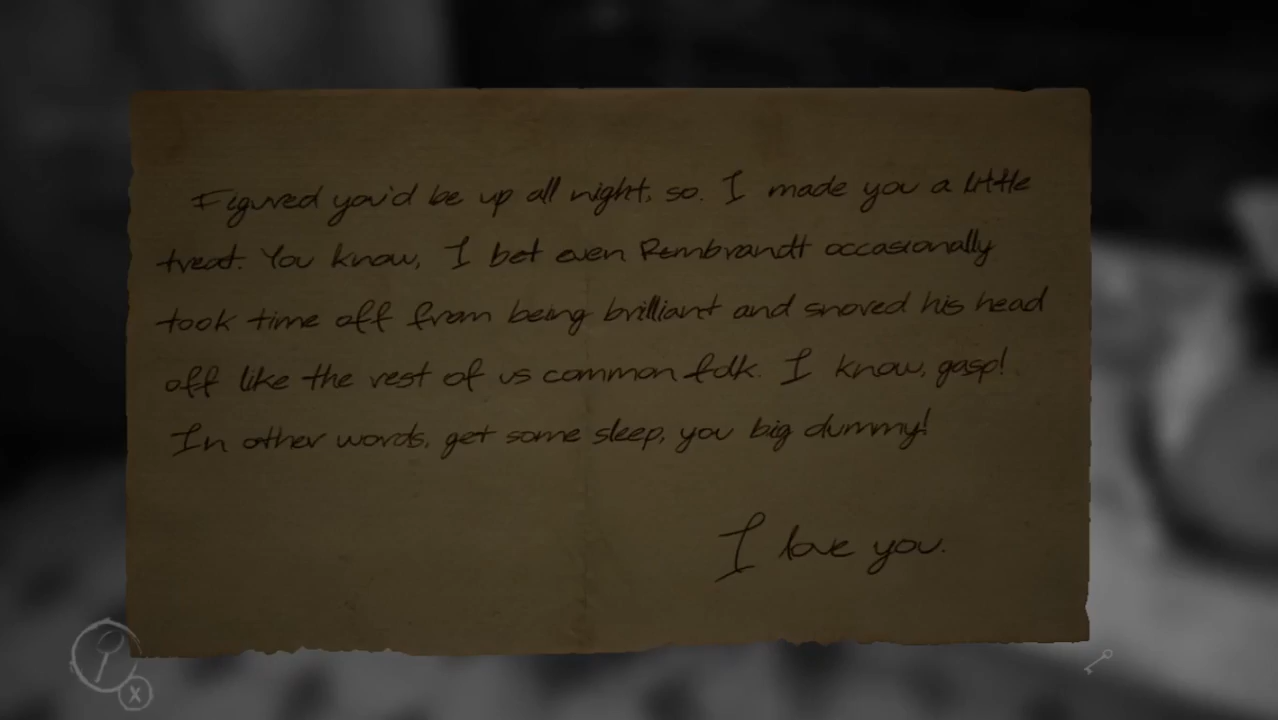 Figured you'd be up all night, so. I made you a little
treat. You know, I bet even Rembrandt occasionally
took time off from being brilliant and snored his head
off like the rest of us common folk. I know, gasp!
In other words, get some sleep, you big dummy!
I love you.
X